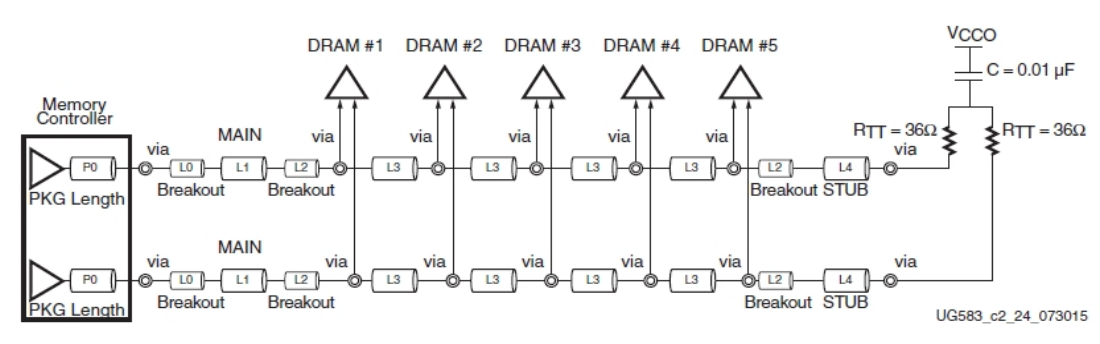 DRAM #1 DRAM #2 DRAM #3 DRAM #4 DRAM #5
VCCO
C = 0.01 µF
Memory
Controller
MAIN
via via via via via via
RTT = 36Ω RTT = 36Ω
via
P0 L0 L1 L2 L3 L3 L3 L3 L2 L4
PKG Length
Breakout Breakout Breakout STUB
MAIN
via via via via via via via
P0 L0 L1 L2 L3 L3 L3 L3 L2 L4
PKG Length
Breakout Breakout Breakout STUB
UG583_c2_24_073015